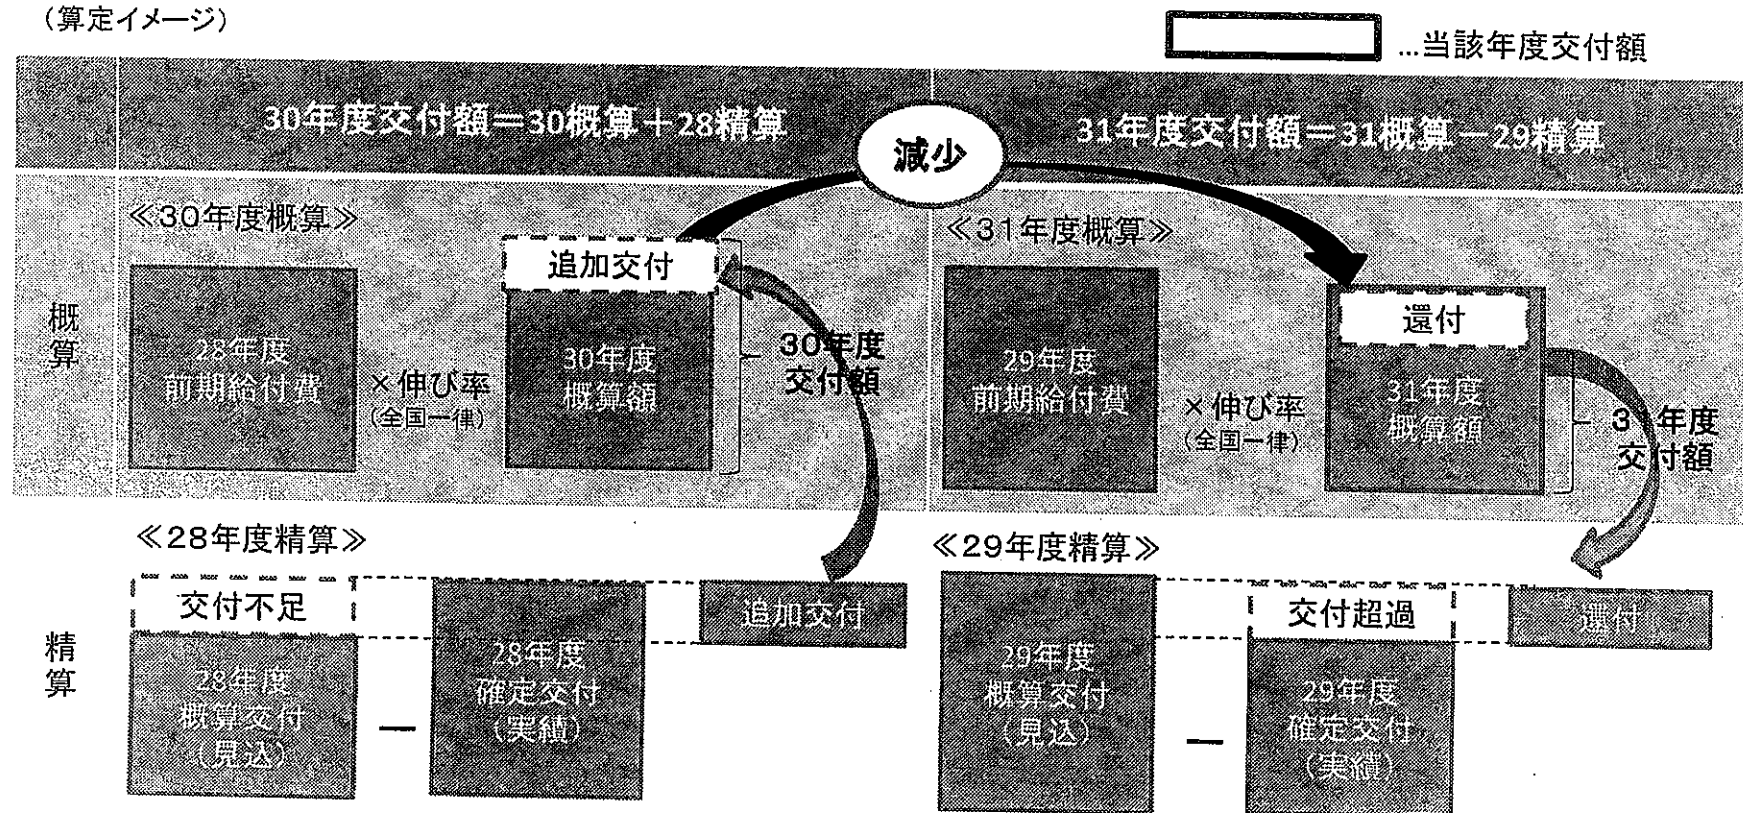 (算定イメージ)
…当該年度交付額
30年度交付額=30概算+28精算
減少
31年度交付額=31概算-29精算
概算
≪30年度概算≫
追加交付
28年度
前期給付費
×伸び率
(全国一律)
30年度
概算額
30年度
交付額
≪31年度概算≫
還付
29年度
前期給付費
×伸び率
(全国一律)
31年度
概算額
31年度
交付額
精算
≪28年度精算≫
交付不足
28年度
概算交付
(見込)
-
28年度
確定交付
(実績)
追加交付
≪29年度精算≫
29年度
概算交付
(見込)
-
交付超過
29年度
確定交付
(実績)
還付